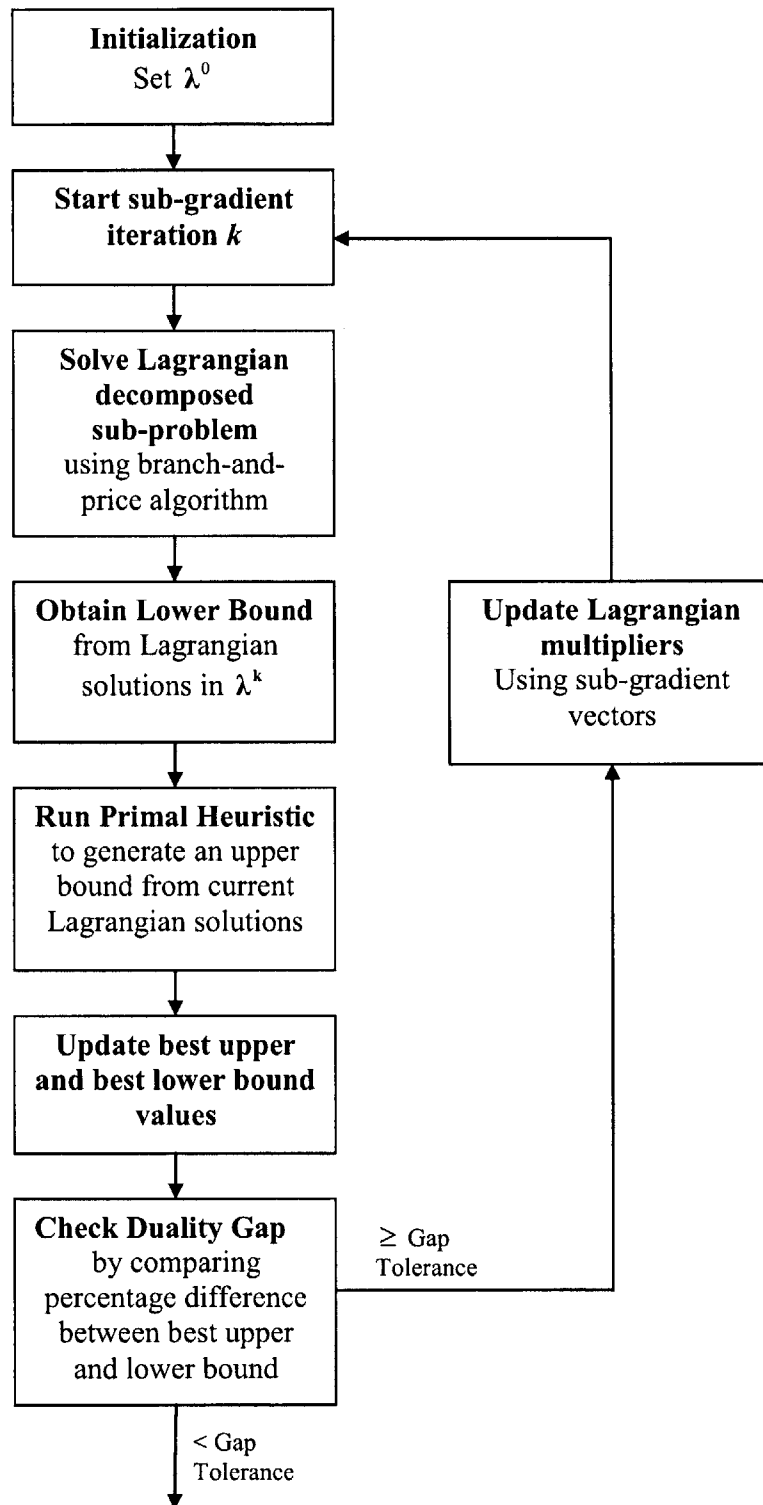 Initialization
Set λ⁰
Start sub-gradient
iteration k
Solve Lagrangian
decomposed
sub-problem
using branch-and-
price algorithm
Obtain Lower Bound
from Lagrangian
solutions in λᵏ
Update Lagrangian
multipliers
Using sub-gradient
vectors
Run Primal Heuristic
to generate an upper
bound from current
Lagrangian solutions
Update best upper
and best lower bound
values
Check Duality Gap
by comparing
percentage difference
between best upper
and lower bound
≥ Gap
Tolerance
< Gap
Tolerance